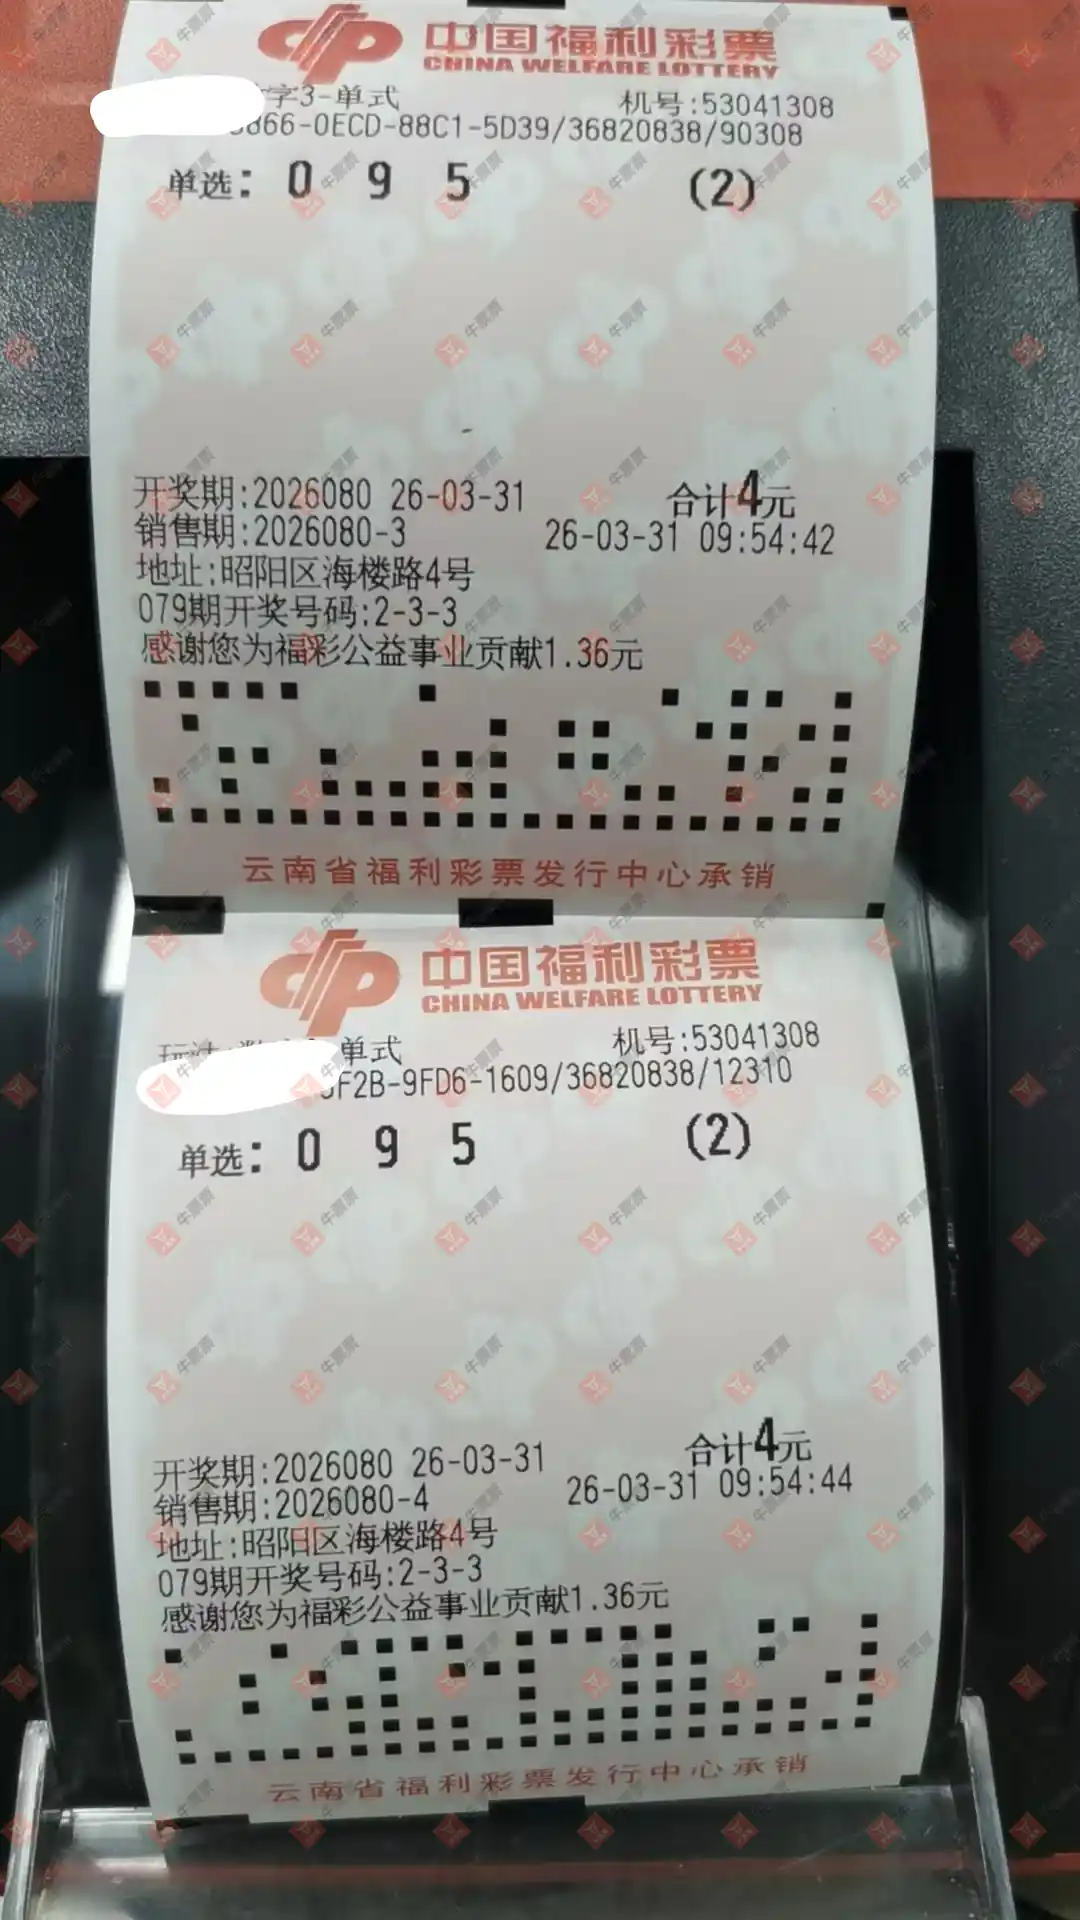 中国福利彩票
CHINA WELFARE LOTTERY
字3-单式 机号:53041308
866-0ECD-88C1-5D39/36820838/90308
单选: 0 9 5 (2)
开奖期:2026080 26-03-31 合计4元
销售期:2026080-3 26-03-31 09:54:42
地址:昭阳区海楼路4号
079期开奖号码:2-3-3
感谢您为福彩公益事业贡献1.36元
云南省福利彩票发行中心承销
中国福利彩票
CHINA WELFARE LOTTERY
单式 机号:53041308
F2B-9FD6-1609/36820838/12310
单选: 0 9 5 (2)
开奖期:2026080 26-03-31 合计4元
销售期:2026080-4 26-03-31 09:54:44
地址:昭阳区海楼路4号
079期开奖号码:2-3-3
感谢您为福彩公益事业贡献1.36元
云南省福利彩票发行中心承销
牛票票